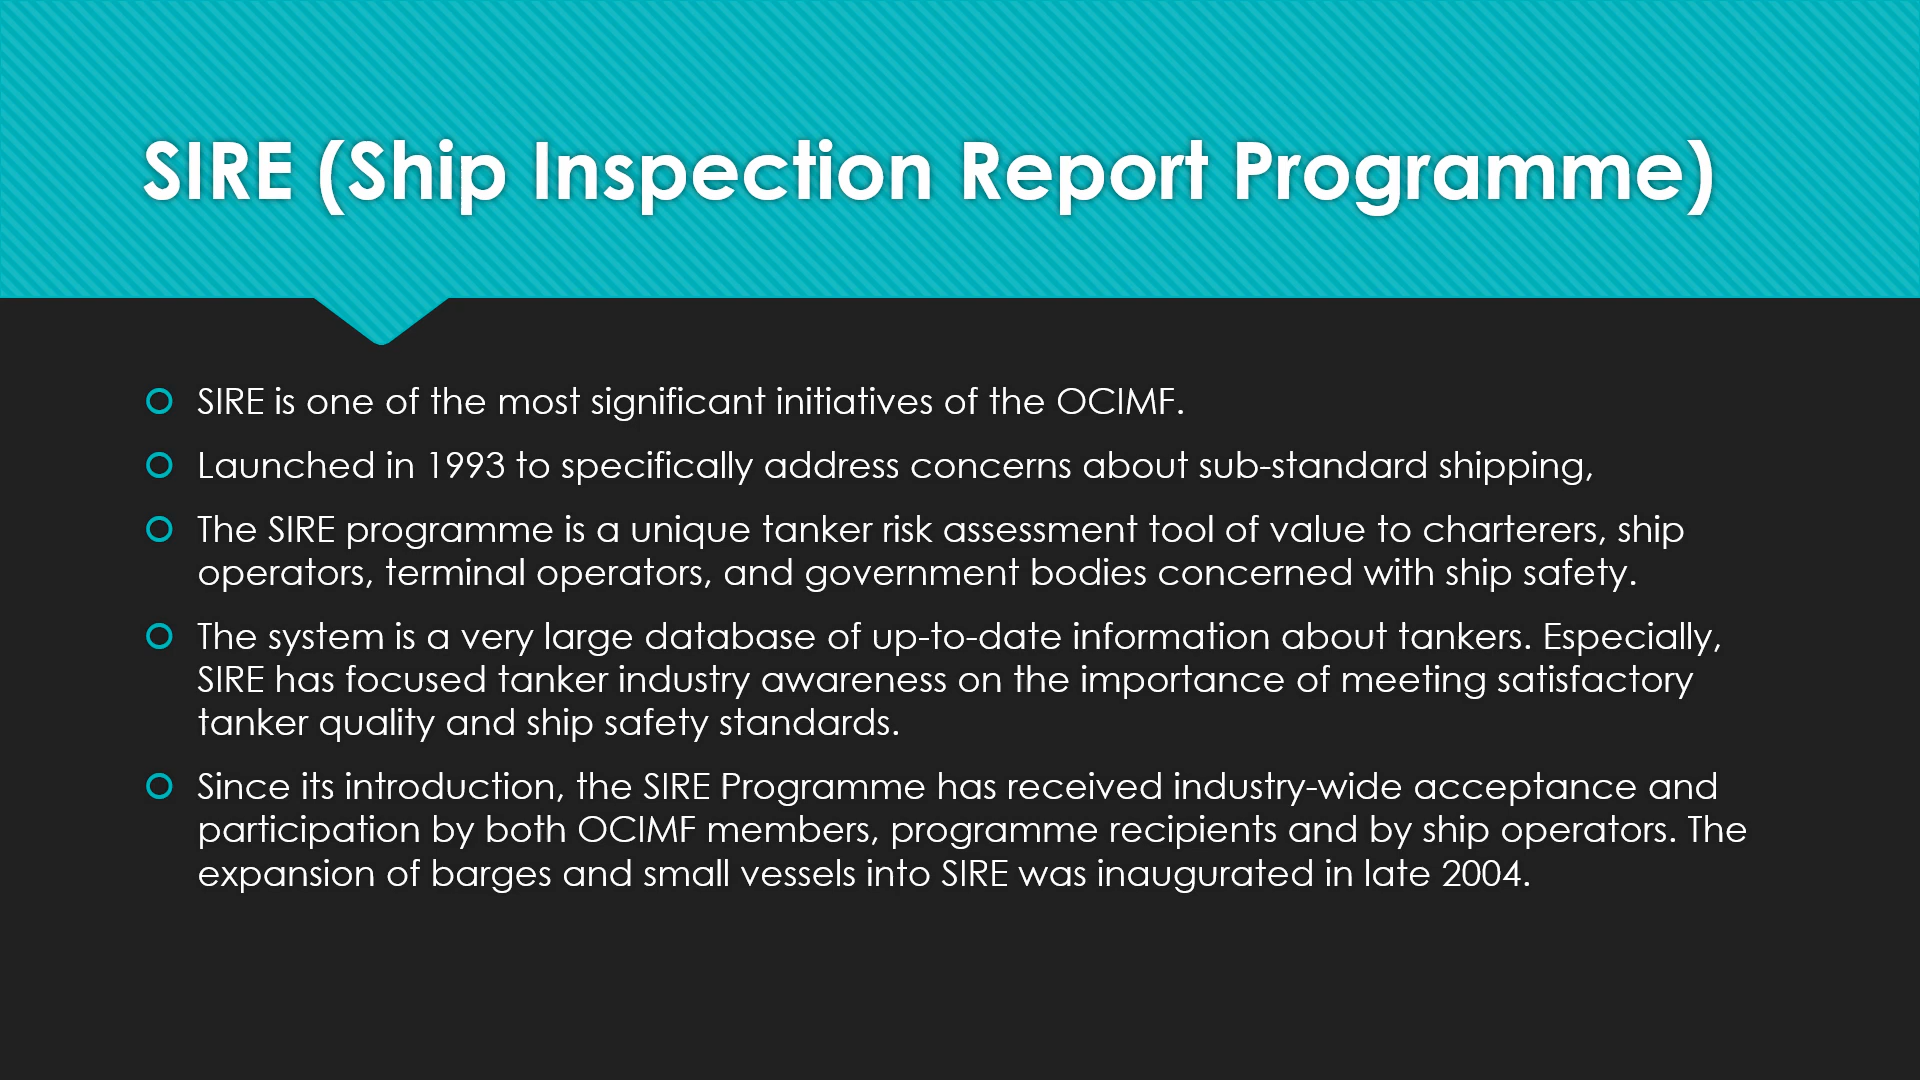 SIRE (Ship Inspection Report Programme)
SIRE is one of the most significant initiatives of the OCIMF.
Launched in 1993 to specifically address concerns about sub-standard shipping,
The SIRE programme is a unique tanker risk assessment tool of value to charterers, ship
operators, terminal operators, and government bodies concerned with ship safety.
The system is a very large database of up-to-date information about tankers. Especially,
SIRE has focused tanker industry awareness on the importance of meeting satisfactory
tanker quality and ship safety standards.
Since its introduction, the SIRE Programme has received industry-wide acceptance and
participation by both OCIMF members, programme recipients and by ship operators. The
expansion of barges and small vessels into SIRE was inaugurated in late 2004.